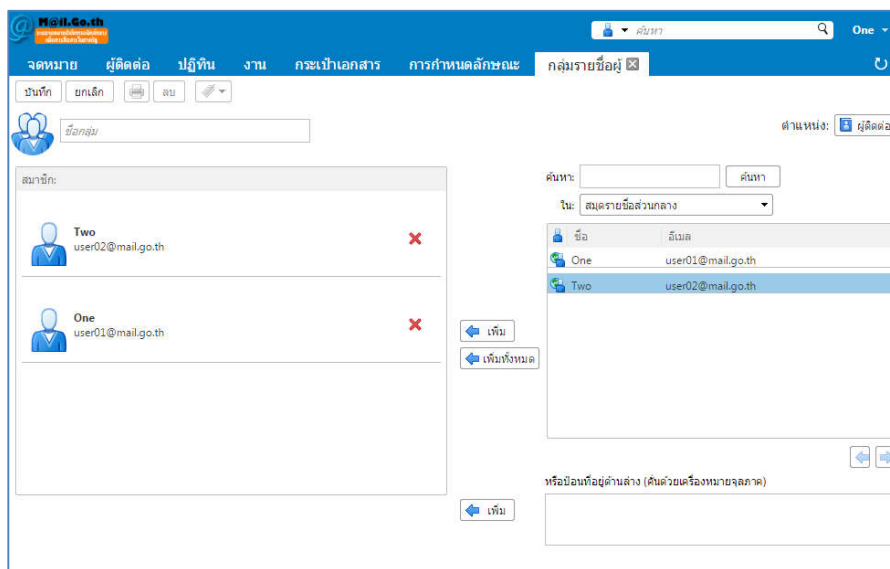 M@il.Go.th
ค้นหา
One
จดหมาย ผู้ติดต่อ ปฏิทิน งาน กระเป๋าเอกสาร การกำหนดลักษณะ กลุ่มรายชื่อผู้
บันทึก ยกเลิก ลบ
ชื่อกลุ่ม
ตำแหน่ง: ผู้ติดต่อ
สมาชิก:
Two
user02@mail.go.th
One
user01@mail.go.th
เพิ่ม
เพิ่มทั้งหมด
ค้นหา: ค้นหา
ใน: สมุดรายชื่อส่วนกลาง
ชื่อ อีเมล
One user01@mail.go.th
Two user02@mail.go.th
หรือป้อนที่อยู่ด้านล่าง (คั่นด้วยเครื่องหมายจุลภาค)
เพิ่ม